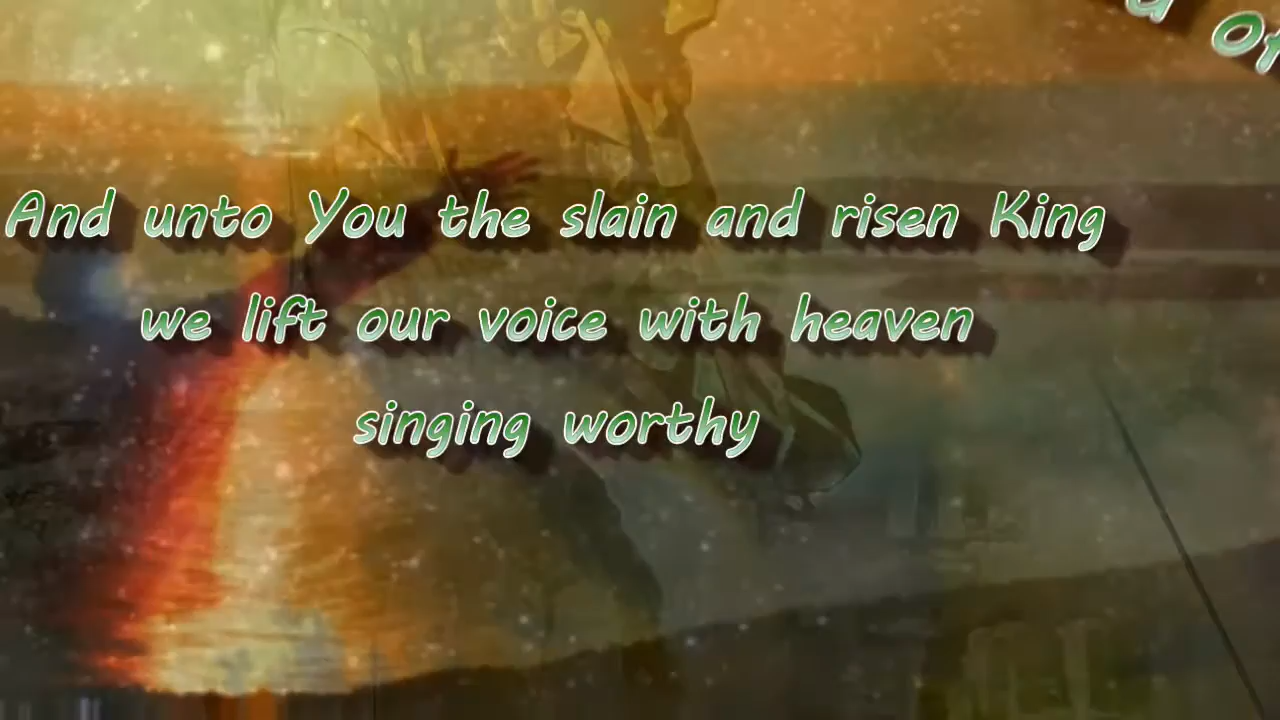 And unto You the slain and risen King
we lift our voice with heaven
singing worthy